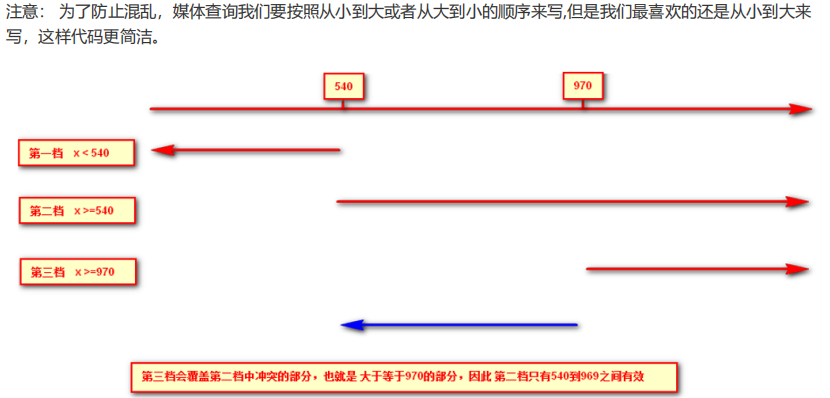 注意： 为了防止混乱，媒体查询我们要按照从小到大或者从大到小的顺序来写,但是我们最喜欢的还是从小到大来
写，这样代码更简洁。
540
970
第一档 x < 540
第二档 x >=540
第三档 x >=970
第三档会覆盖第二档中冲突的部分，也就是 大于等于970的部分，因此 第二档只有540到969之间有效